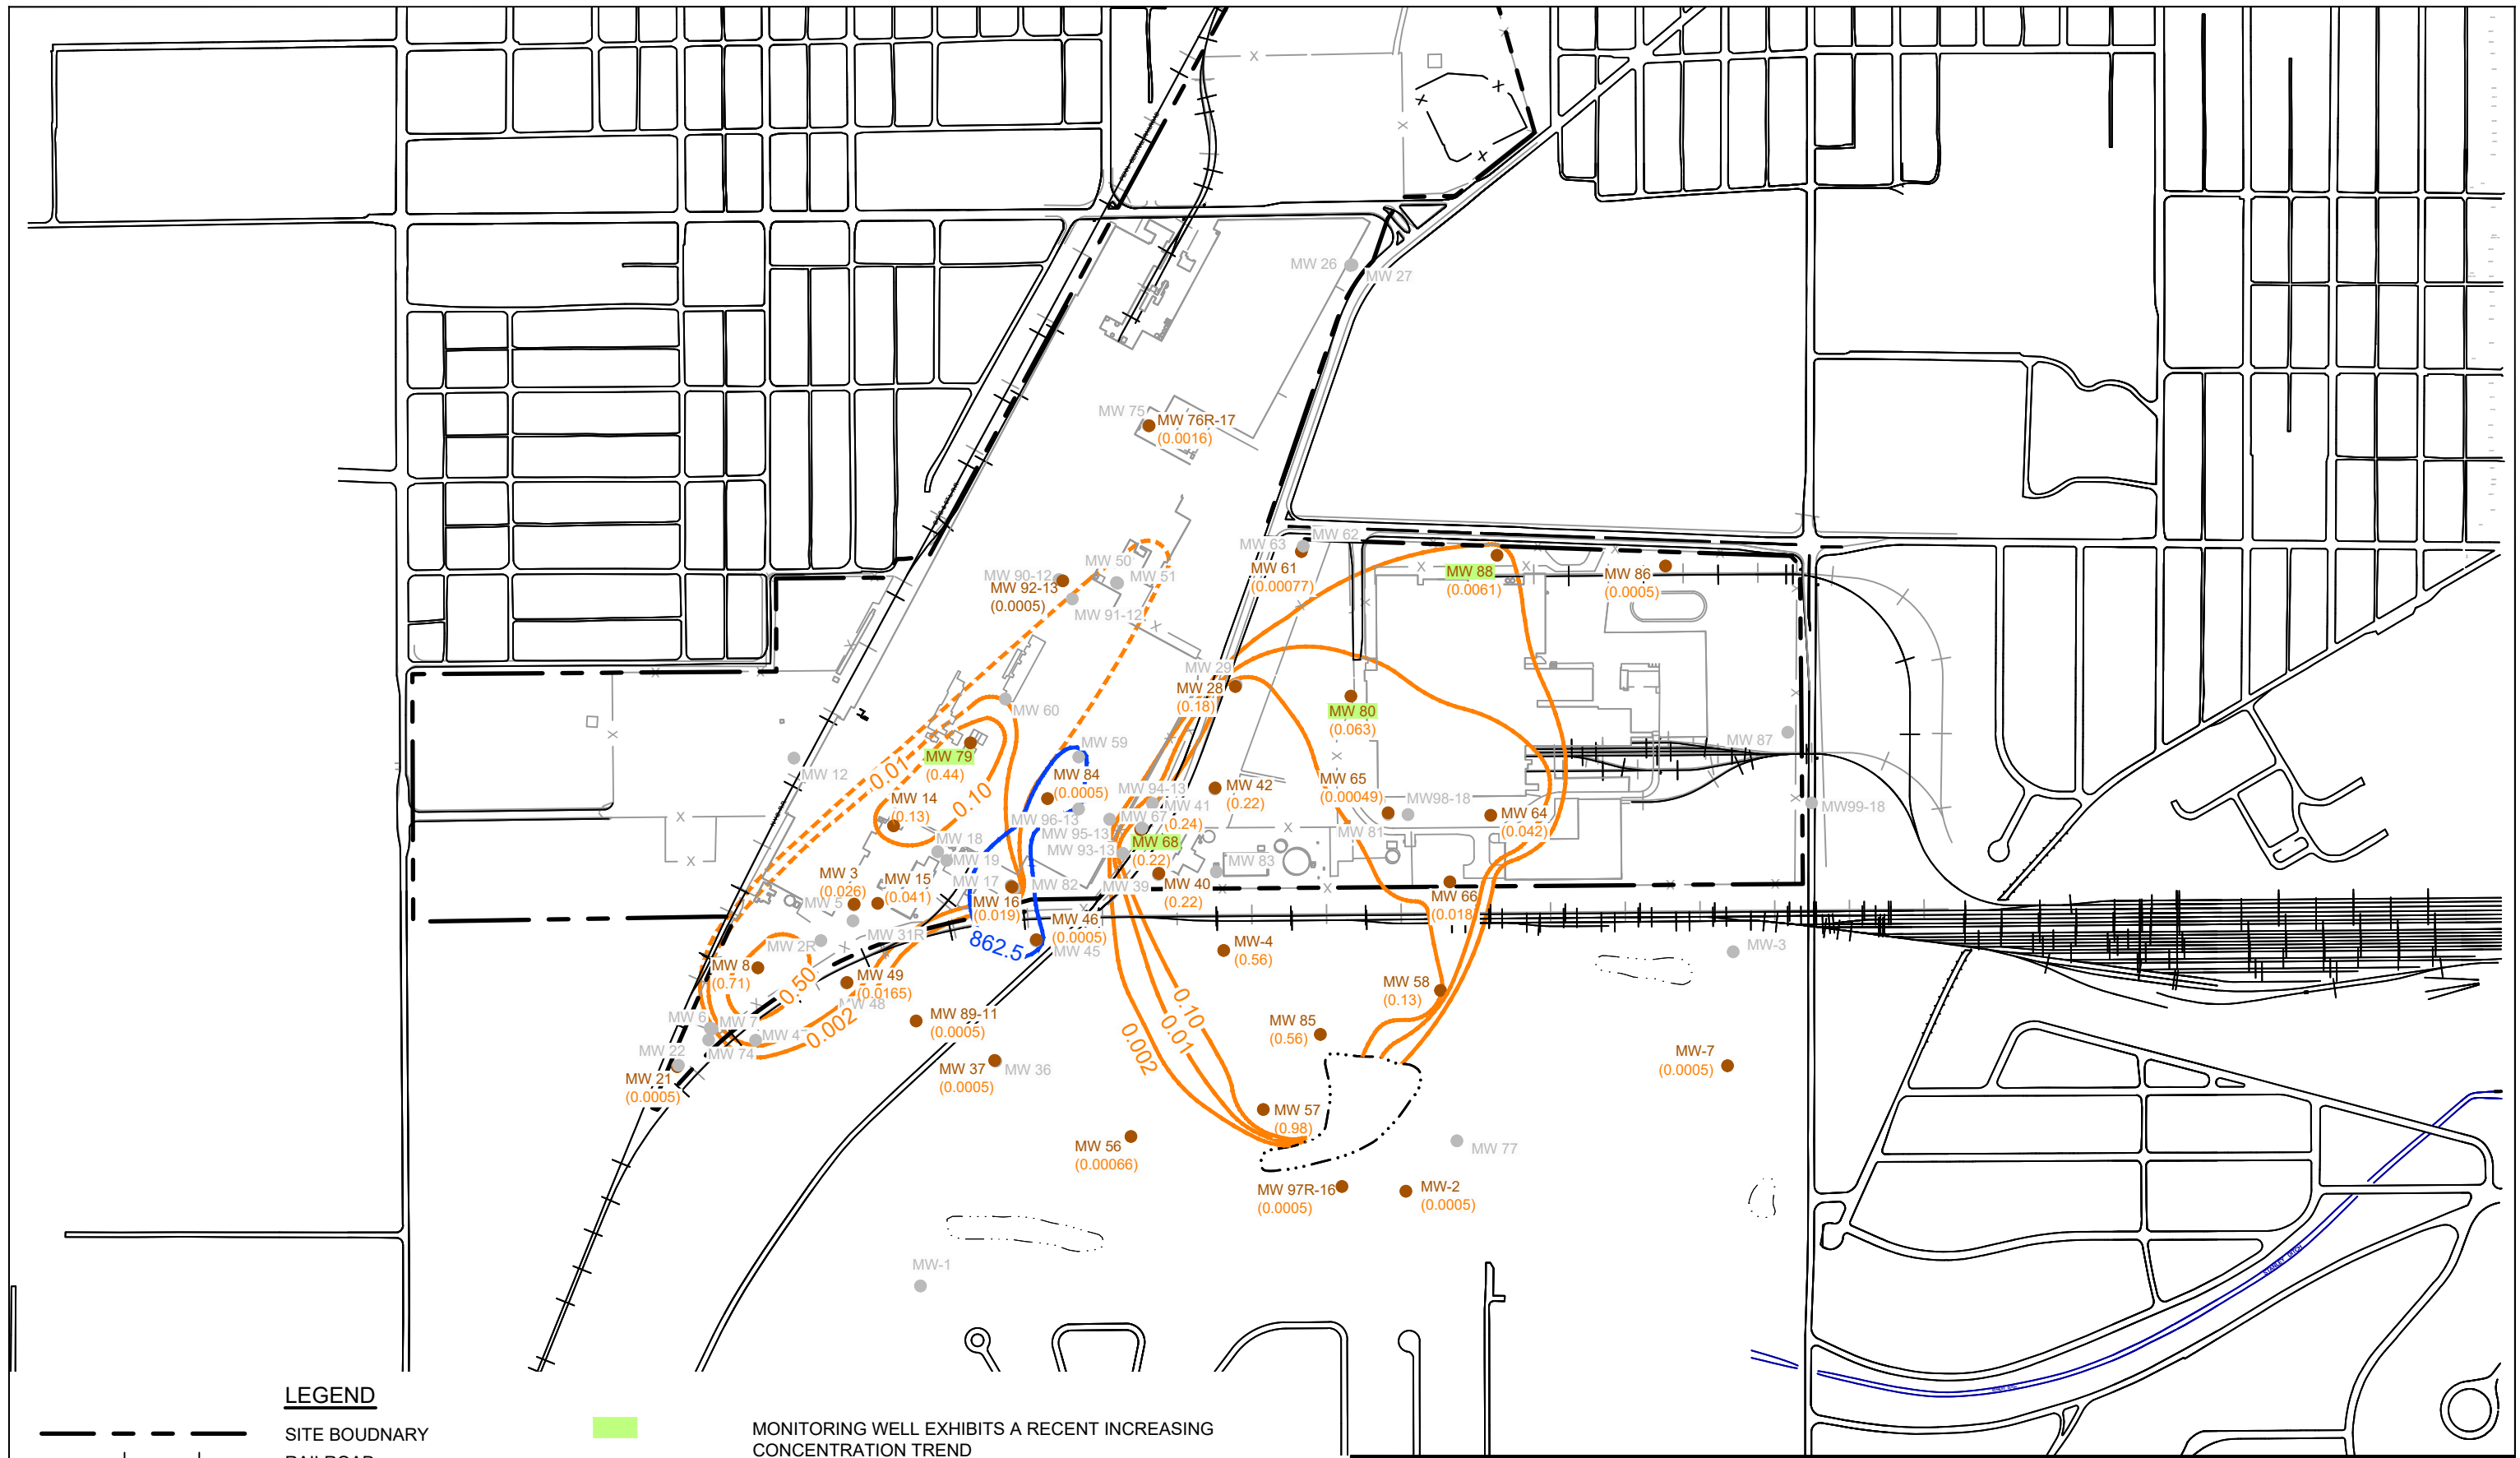 MW 26
MW 27
MW 75
MW 76R-17
(0.0016)
MW 63
MW 62
MW 61
(0.00077)
MW 88
(0.0061)
MW 86
(0.0005)
MW 50
MW 51
MW 90-12
MW 92-13
(0.0005)
MW 91-12
MW 29
MW 28
(0.18)
MW 60
MW 80
(0.063)
MW 87
MW 59
MW 79
(0.44)
MW 12
0.01
0.10
MW 84
(0.0005)
MW 14
(0.13)
MW 94-13
MW 41
(0.24)
MW 42
(0.22)
MW 65
(0.00049)
MW98-18
MW 64
(0.042)
MW99-18
MW 96-13
MW 67
MW 95-13
MW 68
(0.22)
MW 93-13
MW 81
MW 83
MW 18
MW 19
MW 17
MW 82
MW 39
MW 40
(0.22)
MW 3
(0.026)
MW 15
(0.041)
MW 5
MW 16
(0.019)
MW 66
(0.018)
MW 46
(0.0005)
MW 45
MW 31R
862.5
MW 2R
MW 8
(0.71)
0.50
MW-4
(0.56)
MW-3
MW 49
(0.0165)
MW 48
MW 58
(0.13)
MW 6
MW 7
MW 4
MW 74
0.002
MW 89-11
(0.0005)
0.002
0.01
0.10
MW 85
(0.56)
MW 22
MW 21
(0.0005)
MW 37
(0.0005)
MW 36
MW-7
(0.0005)
MW 57
(0.98)
MW 56
(0.00066)
MW 77
MW 97R-16
(0.0005)
MW-2
(0.0005)
MW-1
LEGEND
SITE BOUDNARY
MONITORING WELL EXHIBITS A RECENT INCREASING
CONCENTRATION TREND
RAILROAD